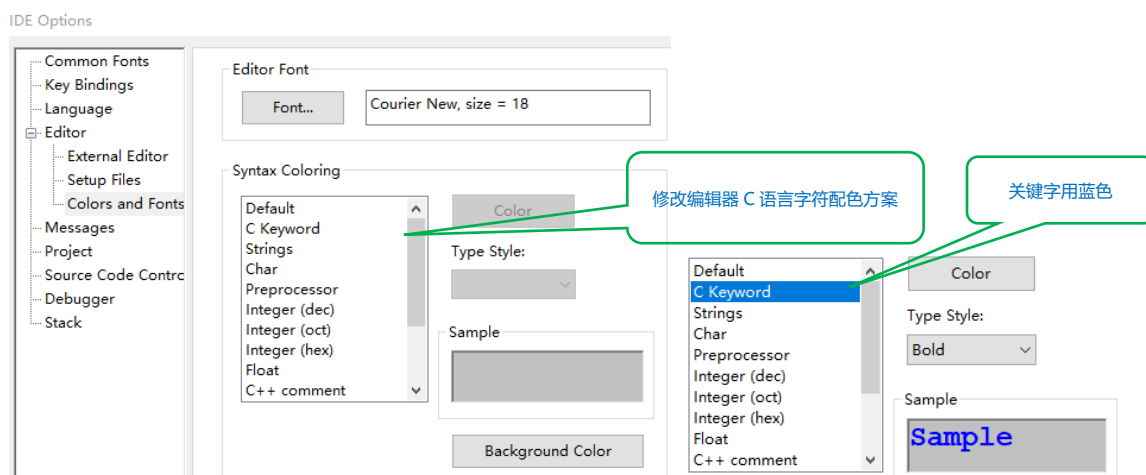 IDE Options
Common Fonts
Key Bindings
Language
Editor
External Editor
Setup Files
Colors and Fonts
Messages
Project
Source Code Contro
Debugger
Stack
Editor Font
Font...
Courier New, size = 18
Syntax Coloring
Default
C Keyword
Strings
Char
Preprocessor
Integer (dec)
Integer (oct)
Integer (hex)
Float
C++ comment
Color
Type Style:
Sample
Background Color
修改编辑器 C 语言字符配色方案
关键字用蓝色
Default
C Keyword
Strings
Char
Preprocessor
Integer (dec)
Integer (oct)
Integer (hex)
Float
C++ comment
Color
Type Style:
Bold
Sample
Sample